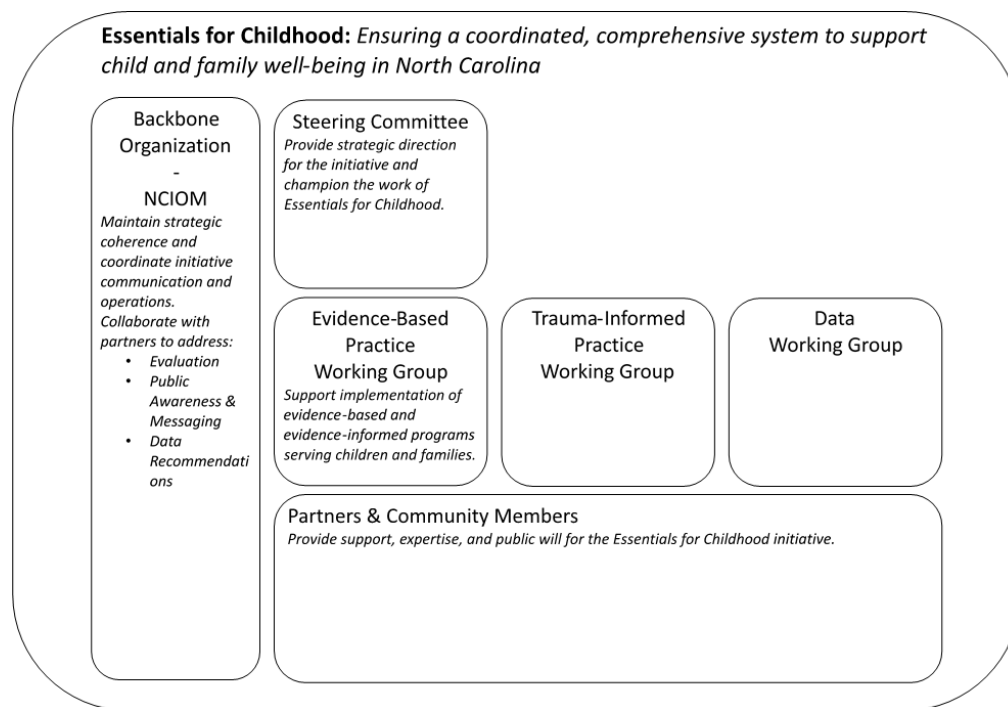 Essentials for Childhood: Ensuring a coordinated, comprehensive system to support
child and family well-being in North Carolina
Backbone
Organization
-
NCIOM
Maintain strategic
coherence and
coordinate initiative
communication and
operations.
Collaborate with
partners to address:
• Evaluation
• Public
Awareness &
Messaging
• Data
Recommendati
ons
Steering Committee
Provide strategic direction
for the initiative and
champion the work of
Essentials for Childhood.
Evidence-Based
Practice
Working Group
Support implementation of
evidence-based and
evidence-informed programs
serving children and families.
Trauma-Informed
Practice
Working Group
Data
Working Group
Partners & Community Members
Provide support, expertise, and public will for the Essentials for Childhood initiative.